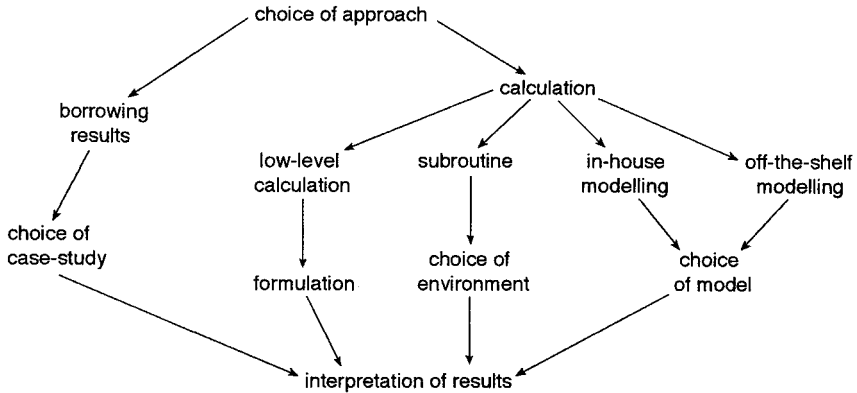 choice of approach
calculation
borrowing
results
low-level
calculation
subroutine
in-house
modelling
off-the-shelf
modelling
choice of
case-study
formulation
choice of
environment
choice
of model
interpretation of results